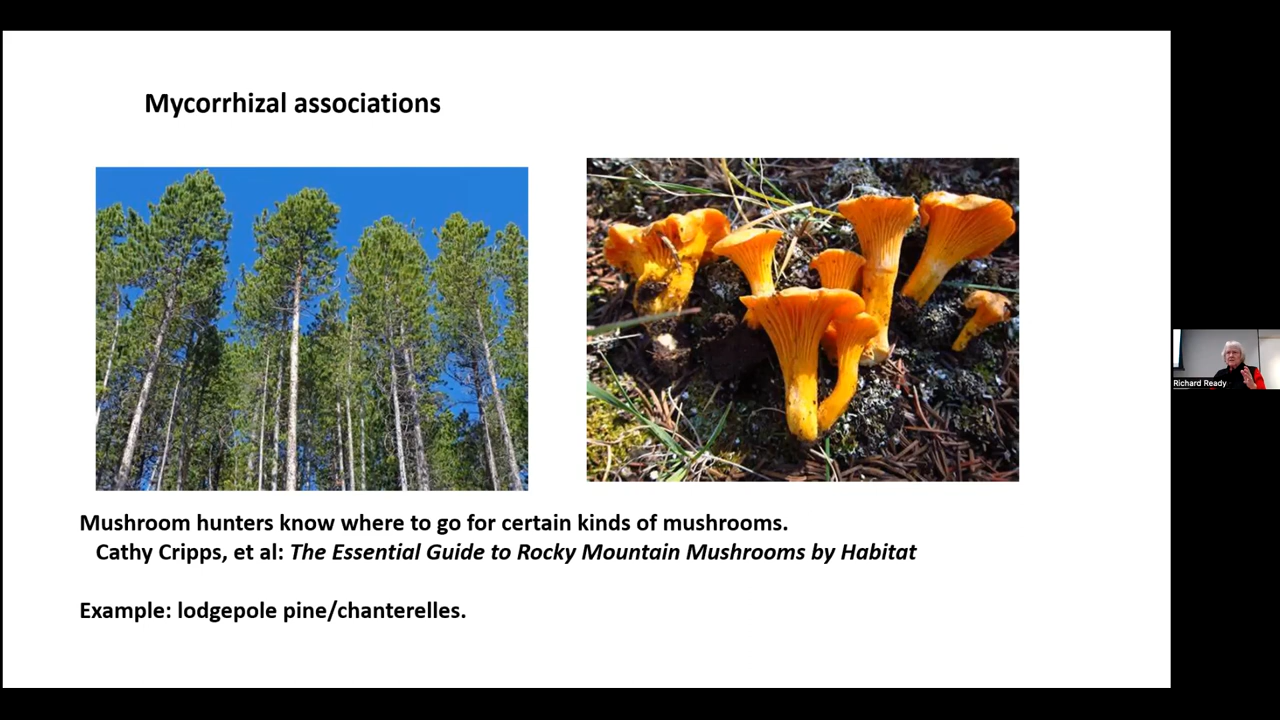 Mycorrhizal associations
Mushroom hunters know where to go for certain kinds of mushrooms.
Cathy Cripps, et al: The Essential Guide to Rocky Mountain Mushrooms by Habitat
Example: lodgepole pine/chanterelles.
Richard Ready